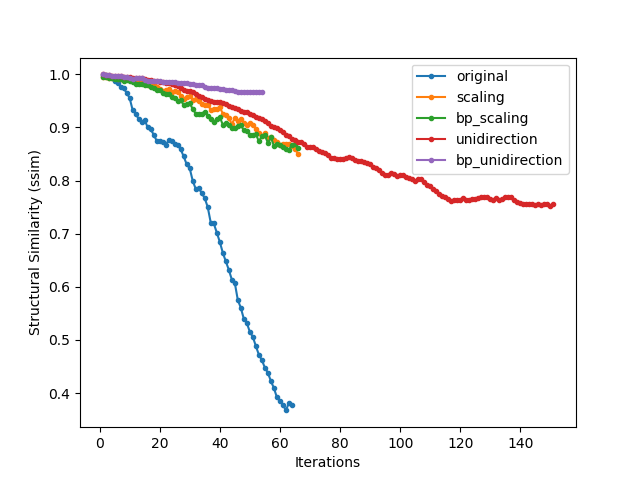 original
scaling
bp_scaling
unidirection
bp_unidirection
1.0
0.9
0.8
0.7
0.6
0.5
0.4
Structural Similarity (ssim)
0 20 40 60 80 100 120 140
Iterations